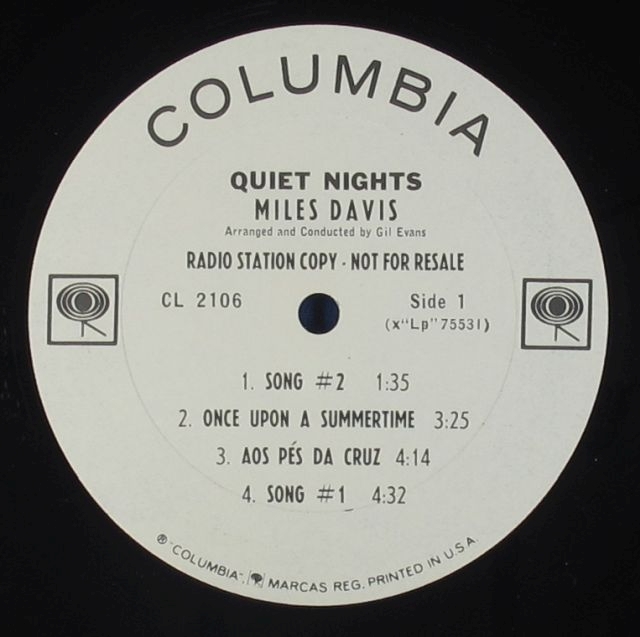 COLUMBIA
QUIET NIGHTS
MILES DAVIS
Arranged and Conducted by Gil Evans
RADIO STATION COPY - NOT FOR RESALE
CL 2106
Side 1
(x"Lp"75531)
1. SONG #2 1:35
2. ONCE UPON A SUMMERTIME 3:25
3. AOS PÉS DA CRUZ 4:14
4. SONG #1 4:32
® "COLUMBIA", MARCAS REG. PRINTED IN U.S.A.